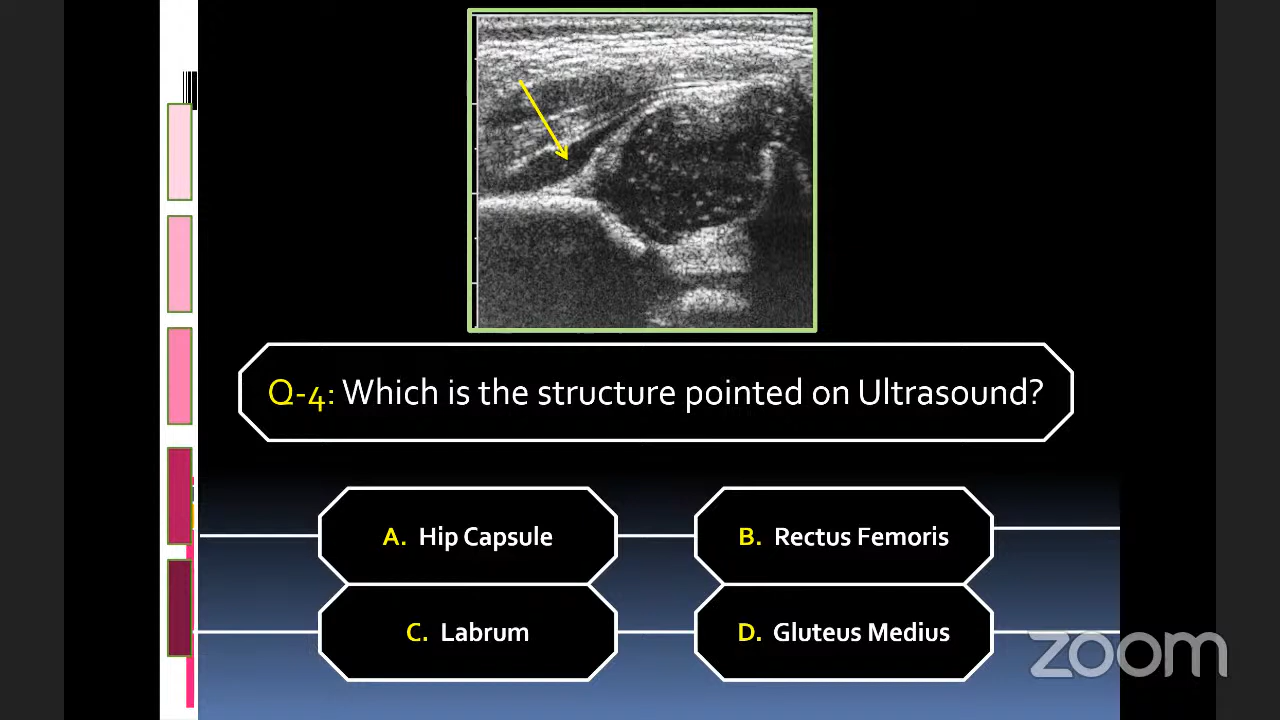 Q-4: Which is the structure pointed on Ultrasound?
A. Hip Capsule
B. Rectus Femoris
C. Labrum
D. Gluteus Medius
zoom